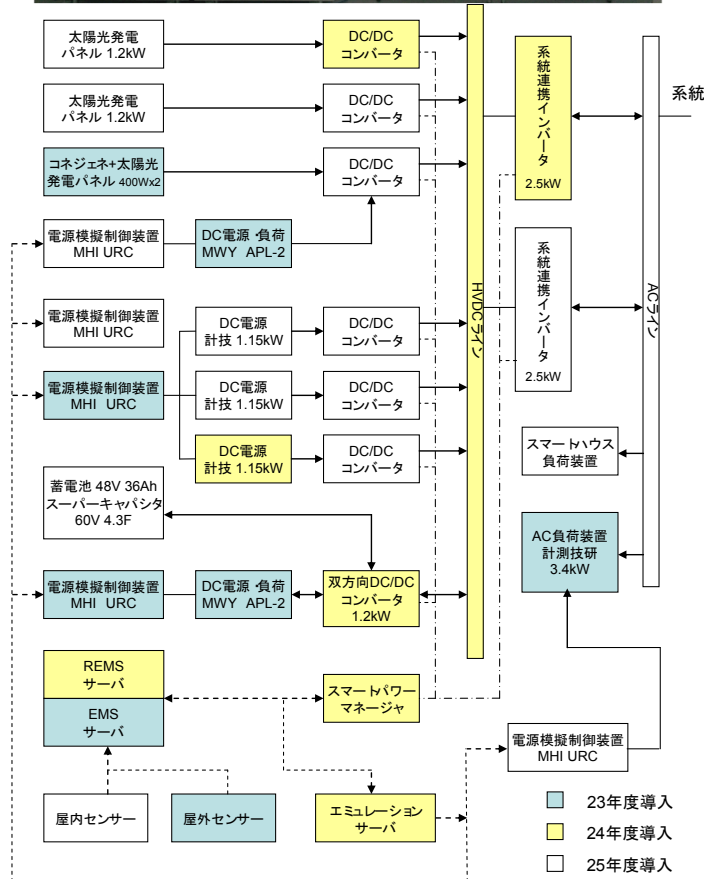 太陽光発電
パネル 1.2kW
DC/DC
コンバータ
系統連携インバータ
2.5kW
系統
太陽光発電
パネル 1.2kW
DC/DC
コンバータ
コネジェネ+太陽光
発電パネル 400Wx2
DC/DC
コンバータ
電源模擬制御装置
MHI URC
DC電源・負荷
MWY APL-2
系統連携インバータ
2.5kW
HVDCライン
ACライン
電源模擬制御装置
MHI URC
DC電源
計技 1.15kW
DC/DC
コンバータ
電源模擬制御装置
MHI URC
DC電源
計技 1.15kW
DC/DC
コンバータ
DC電源
計技 1.15kW
DC/DC
コンバータ
スマートハウス
負荷装置
蓄電池 48V 36Ah
スーパーキャパシタ
60V 4.3F
AC負荷装置
計測技研
3.4kW
電源模擬制御装置
MHI URC
DC電源・負荷
MWY APL-2
双方向DC/DC
コンバータ
1.2kW
REMS
サーバ
EMS
サーバ
スマートパワー
マネージャ
電源模擬制御装置
MHI URC
屋内センサー
屋外センサー
エミュレーション
サーバ
23年度導入
24年度導入
25年度導入